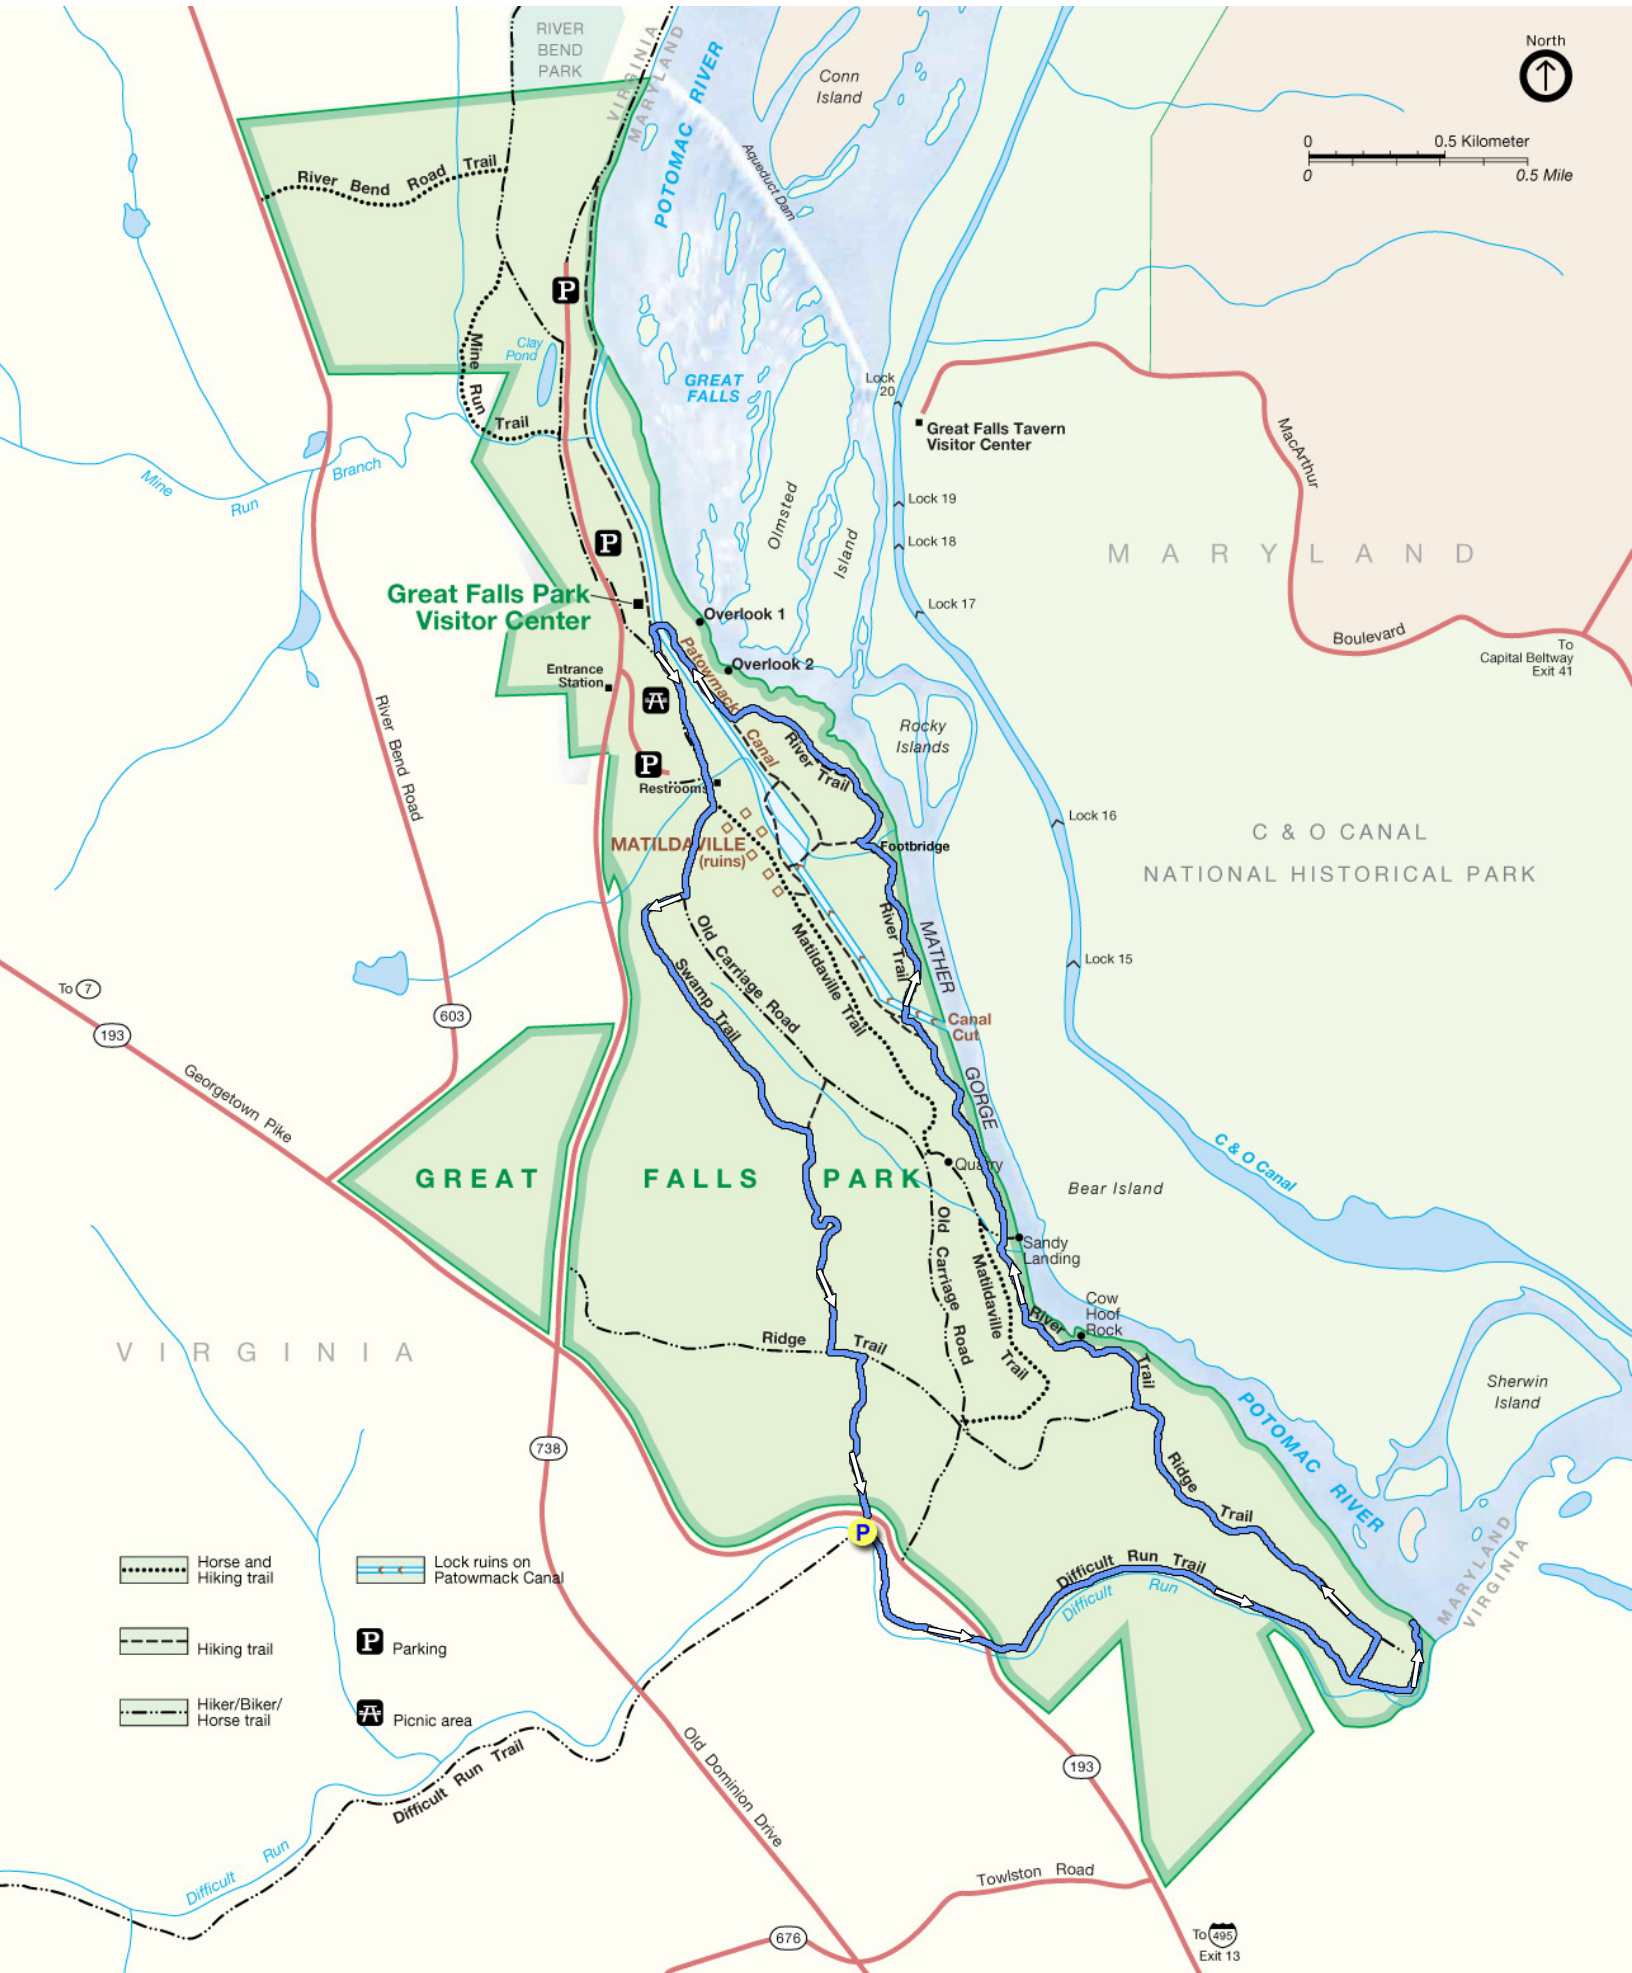 RIVER
BEND
PARK
VIRGINIA
MARYLAND
POTOMAC RIVER
Conn
Island
North
0
0.5 Kilometer
0
0.5 Mile
Aqueduct Dam
River Bend Road Trail
P
Clay
Pond
Mine Run Trail
GREAT
FALLS
Lock
20
Great Falls Tavern
Visitor Center
MacArthur
Mine Run
Branch
Lock 19
Olmsted
Island
Lock 18
P
MARYLAND
Great Falls Park
Visitor Center
Overlook 1
Lock 17
Boulevard
To
Capital Beltway
Exit 41
Overlook 2
Entrance
Station
Patowmack
Canal
Rocky
Islands
River Bend Road
River Trail
P
Restrooms
MATILDAVILLE
(ruins)
Footbridge
Lock 16
C & O CANAL
NATIONAL HISTORICAL PARK
Old Carriage Road
Matildaville Trail
River Trail
MATHER
Swamp Trail
Lock 15
To 7
193
603
Canal
Cut
Georgetown Pike
GORGE
C & O Canal
GREAT
FALLS
PARK
Quarry
Bear Island
Old Carriage Road
Matildaville Trail
Sandy
Landing
Cow
Hoof
Rock
River
Trail
VIRGINIA
Ridge
Trail
Sherwin
Island
POTOMAC RIVER
738
Ridge
Trail
MARYLAND
VIRGINIA
P
Difficult Run Trail
Difficult Run
Horse and
Hiking trail
Lock ruins on
Patowmack Canal
Hiking trail
P
Parking
Hiker/Biker/
Horse trail
Picnic area
Old Dominion Drive
193
Difficult Run Trail
Difficult Run
Towlston Road
676
To 495
Exit 13